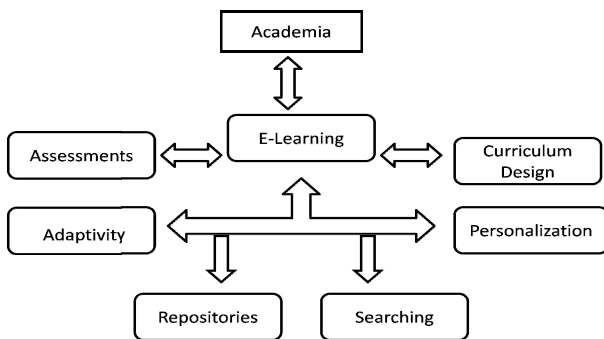 Academia
E-Learning
Assessments
Curriculum
Design
Adaptivity
Personalization
Repositories
Searching